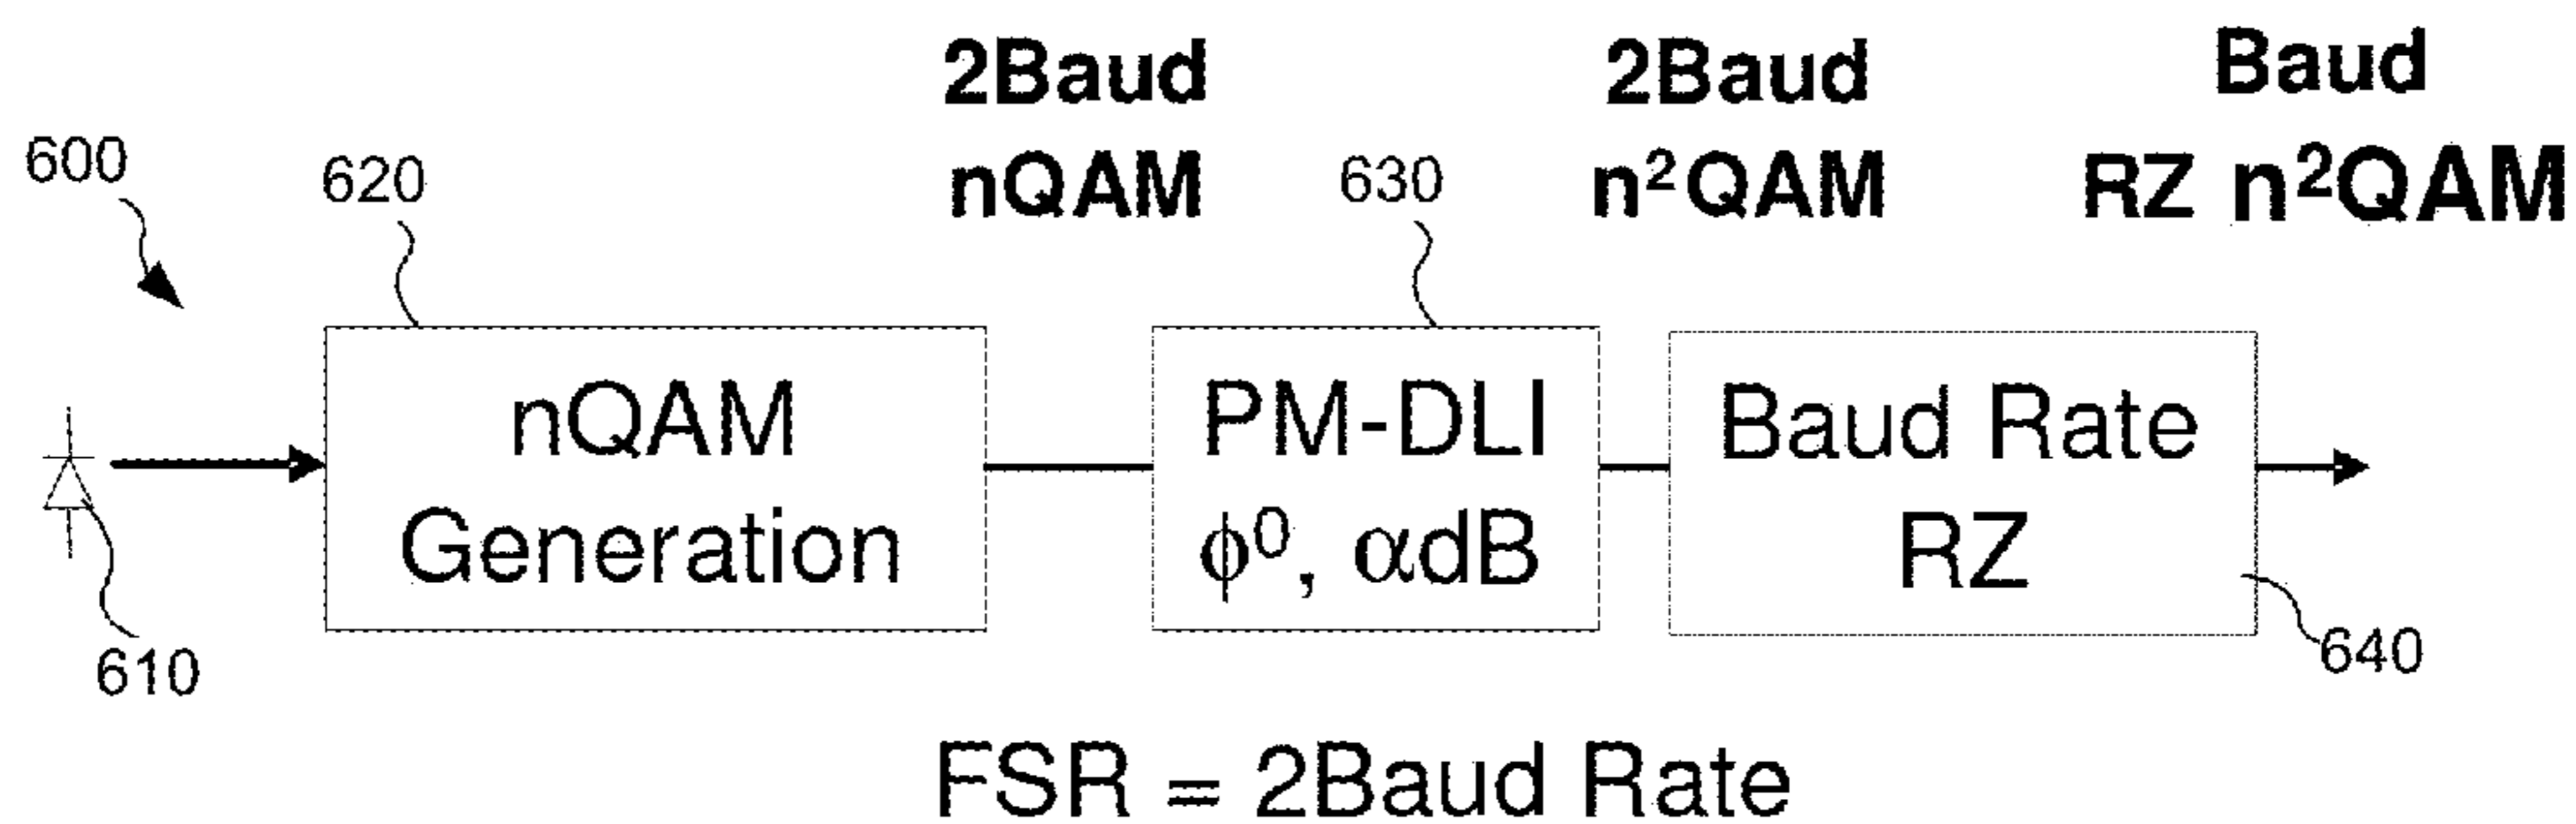 2Baud
nQAM
2Baud
n²QAM
Baud
RZ n²QAM
600
620
630
nQAM
Generation
PM-DLI
ϕ⁰, αdB
Baud Rate
RZ
610
640
FSR = 2Baud Rate